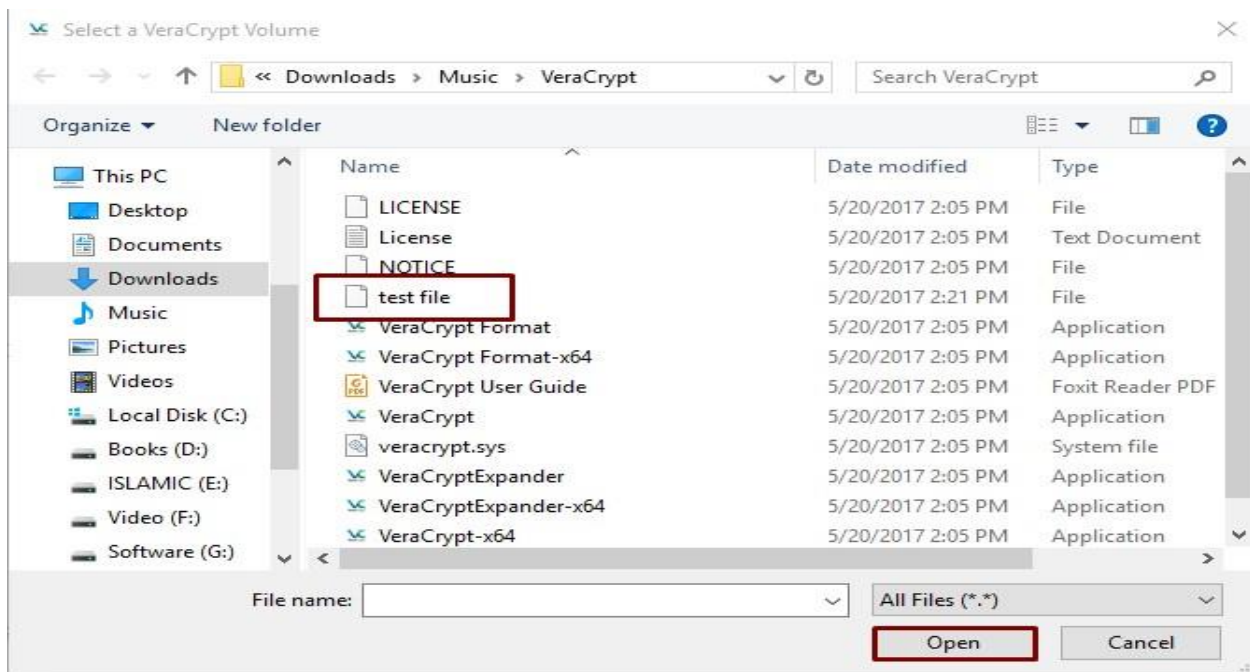 Select a VeraCrypt Volume
« Downloads > Music > VeraCrypt
Search VeraCrypt
Organize New folder
?
Name Date modified Type
This PC
Desktop
Documents
Downloads
Music
Pictures
Videos
Local Disk (C:)
Books (D:)
ISLAMIC (E:)
Video (F:)
Software (G:)
LICENSE 5/20/2017 2:05 PM File
License 5/20/2017 2:05 PM Text Document
NOTICE 5/20/2017 2:05 PM File
test file 5/20/2017 2:21 PM File
VeraCrypt Format 5/20/2017 2:05 PM Application
VeraCrypt Format-x64 5/20/2017 2:05 PM Application
VeraCrypt User Guide 5/20/2017 2:05 PM Foxit Reader PDF
VeraCrypt 5/20/2017 2:05 PM Application
veracrypt.sys 5/20/2017 2:05 PM System file
VeraCryptExpander 5/20/2017 2:05 PM Application
VeraCryptExpander-x64 5/20/2017 2:05 PM Application
VeraCrypt-x64 5/20/2017 2:05 PM Application
File name:
All Files (*.*)
Open Cancel